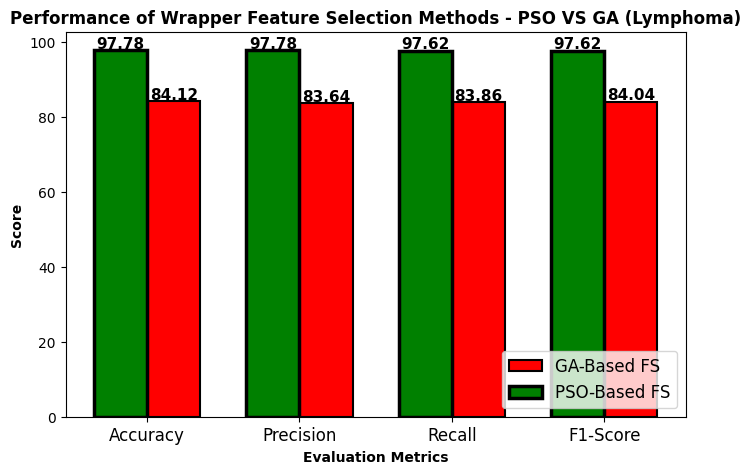 Performance of Wrapper Feature Selection Methods - PSO VS GA (Lymphoma)
100
80
60
40
20
0
Score
97.78
84.12
97.78
83.64
97.62
83.86
97.62
84.04
GA-Based FS
PSO-Based FS
Accuracy
Precision
Recall
F1-Score
Evaluation Metrics